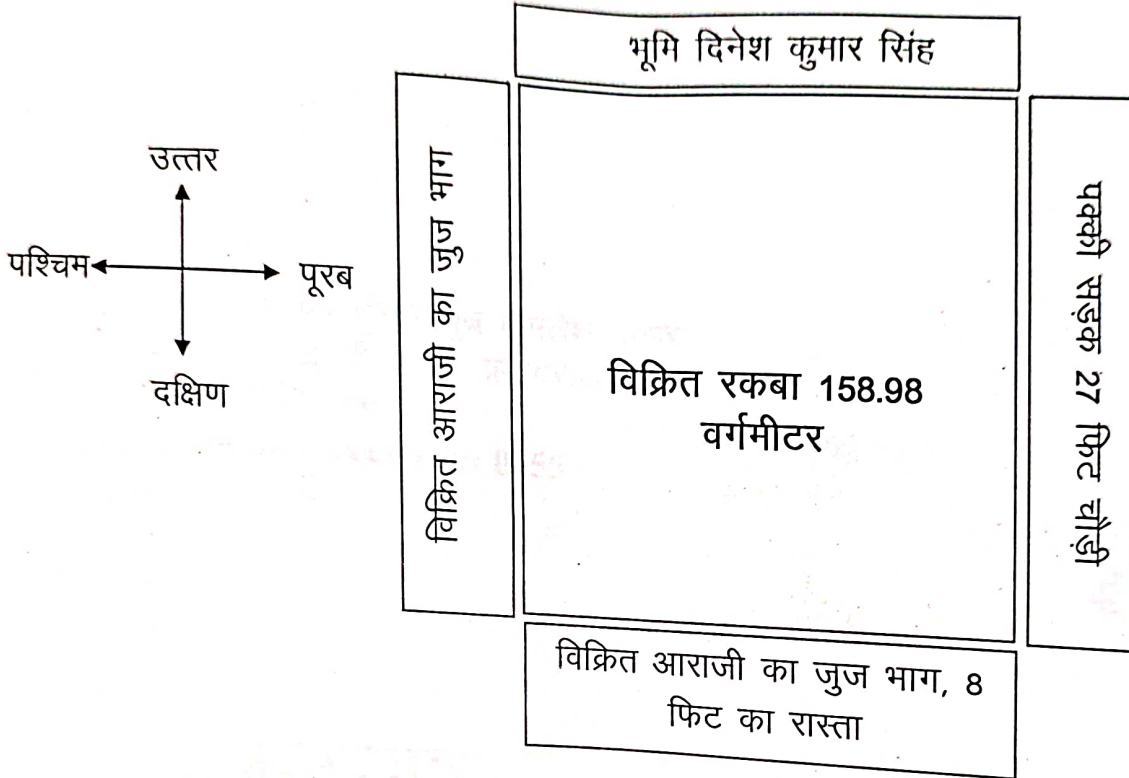 भूमि दिनेश कुमार सिंह
उत्तर
पश्चिम
पूरब
दक्षिण
विक्रित आराजी का जुज भाग
विक्रित रकबा 158.98
वर्गमीटर
पक्की सड़क 27 फिट चौड़ी
विक्रित आराजी का जुज भाग, 8
फिट का रास्ता